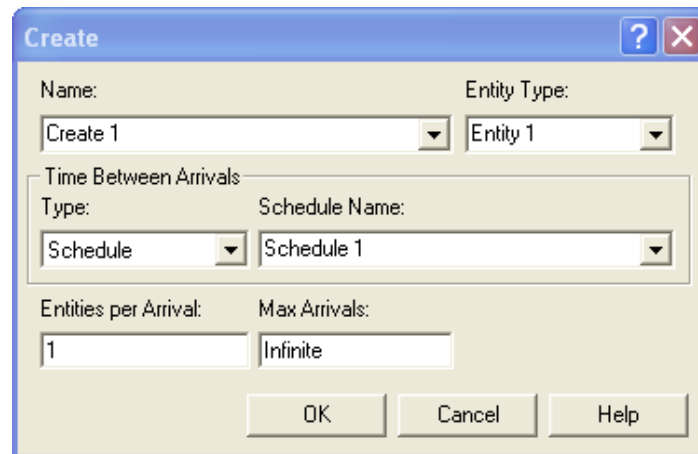 Create
Name: Entity Type:
Create 1 Entity 1
Time Between Arrivals
Type: Schedule Name:
Schedule Schedule 1
Entities per Arrival: Max Arrivals:
1 Infinite
OK Cancel Help